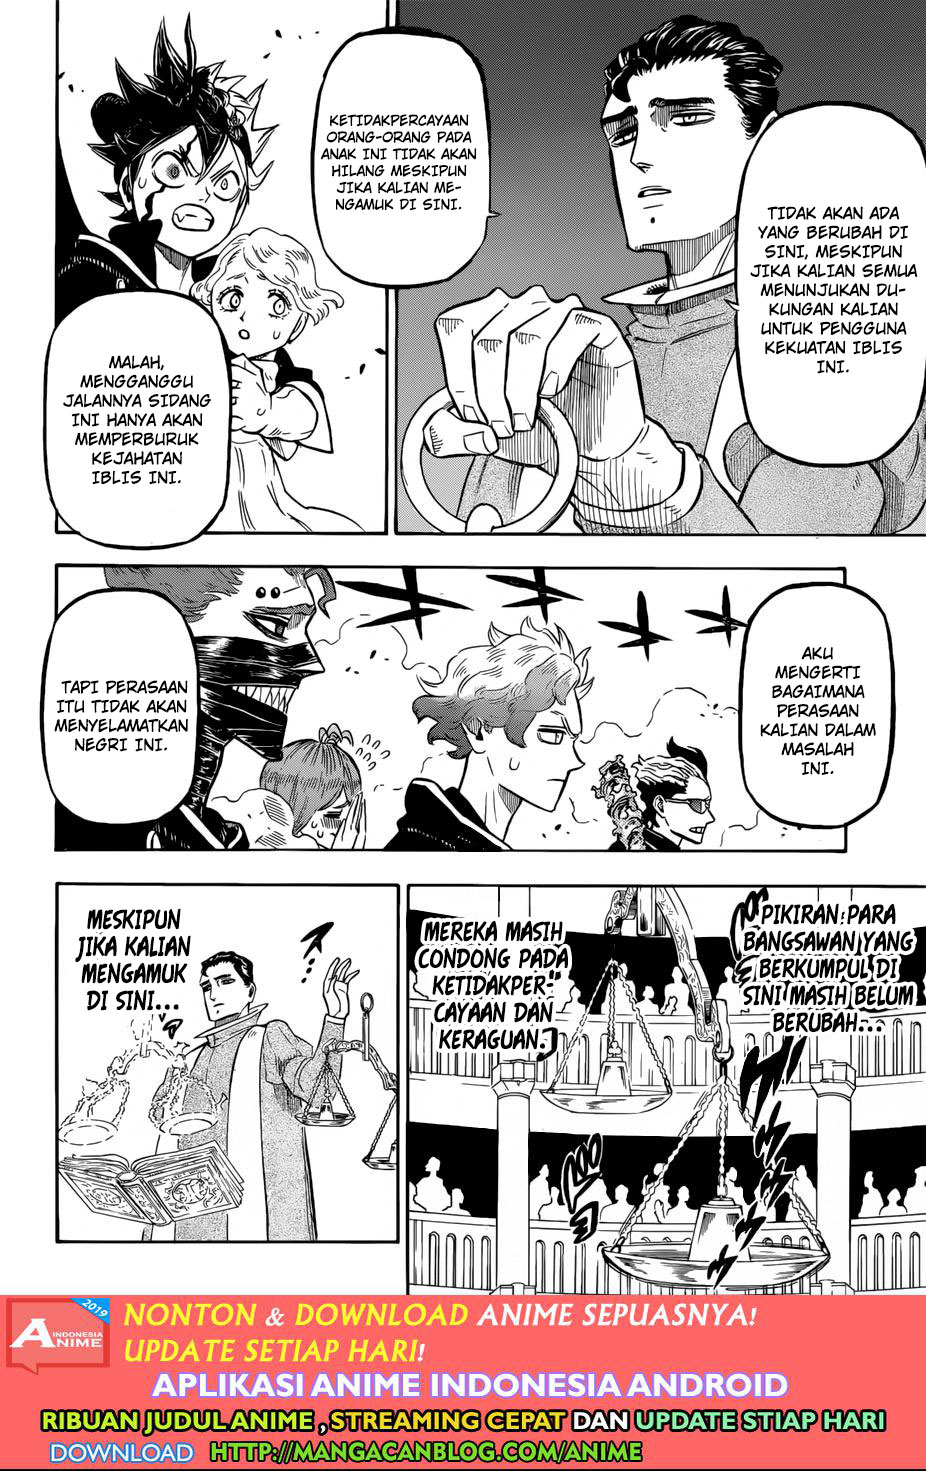 TIDAK AKAN ADA
YANG BERUBAH DI
SINI, MESKIPUN
JIKA KALIAN SEMUA
MENUNJUKAN DU-
KUNGAN KALIAN
UNTUK PENGGUNA
KEKUATAN IBLIS
INI.
KETIDAKPERCAYAAN
ORANG-ORANG PADA
ANAK INI TIDAK AKAN
HILANG MESKIPUN
JIKA KALIAN ME-
NGAMUK DI SINI.
MALAH,
MENGGANGGU
JALANNYA SIDANG
INI HANYA AKAN
MEMPERBURUK
KEJAHATAN
IBLIS INI.
AKU
MENGERTI
BAGAIMANA
PERASAAN
KALIAN DALAM
MASALAH
INI.
TAPI PERASAAN
ITU TIDAK AKAN
MENYELAMATKAN
NEGRI INI.
PIKIRAN PARA
BANGSAWAN YANG
BERKUMPUL DI
SINI MASIH BELUM
BERUBAH...
MEREKA MASIH
CONDONG PADA
KETIDAKPER-
CAYAAN DAN
KERAGUAN.
MESKIPUN
JIKA KALIAN
MENGAMUK
DI SINI...
2019
INDONESIA
ANIME
NONTON & DOWNLOAD ANIME SEPUASNYA!
UPDATE SETIAP HARI!
APLIKASI ANIME INDONESIA ANDROID
RIBUAN JUDUL ANIME , STREAMING CEPAT DAN UPDATE STIAP HARI
DOWNLOAD HTTP://MANGACANBLOG.COM/ANIME